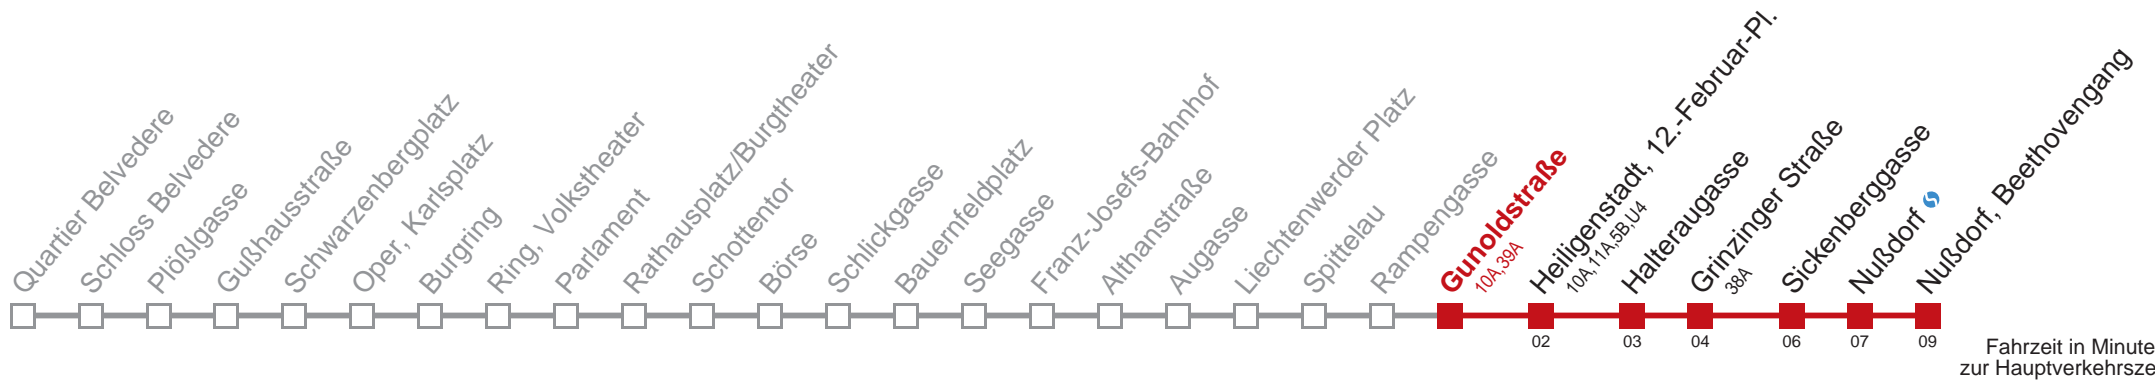 Quartier Belvedere
Schloss Belvedere
Plößlgasse
Gußhausstraße
Schwarzenbergplatz
Oper, Karlsplatz
Burgring
Ring, Volkstheater
Parlament
Rathausplatz/Burgtheater
Schottentor
Börse
Schlickgasse
Bauernfeldplatz
Seegasse
Franz-Josefs-Bahnhof
Althanstraße
Augasse
Liechtenwerder Platz
Spittelau
Rampengasse
Gunoldstraße
10A,39A
Heiligenstadt, 12.-Februar-Pl.
10A,11A,5B,U4
Halteraugasse
Grinzinger Straße
38A
Sickenberggasse
Nußdorf
Nußdorf, Beethovengang
02 03 04 06 07 09
Fahrzeit in Minute
zur Hauptverkehrsze